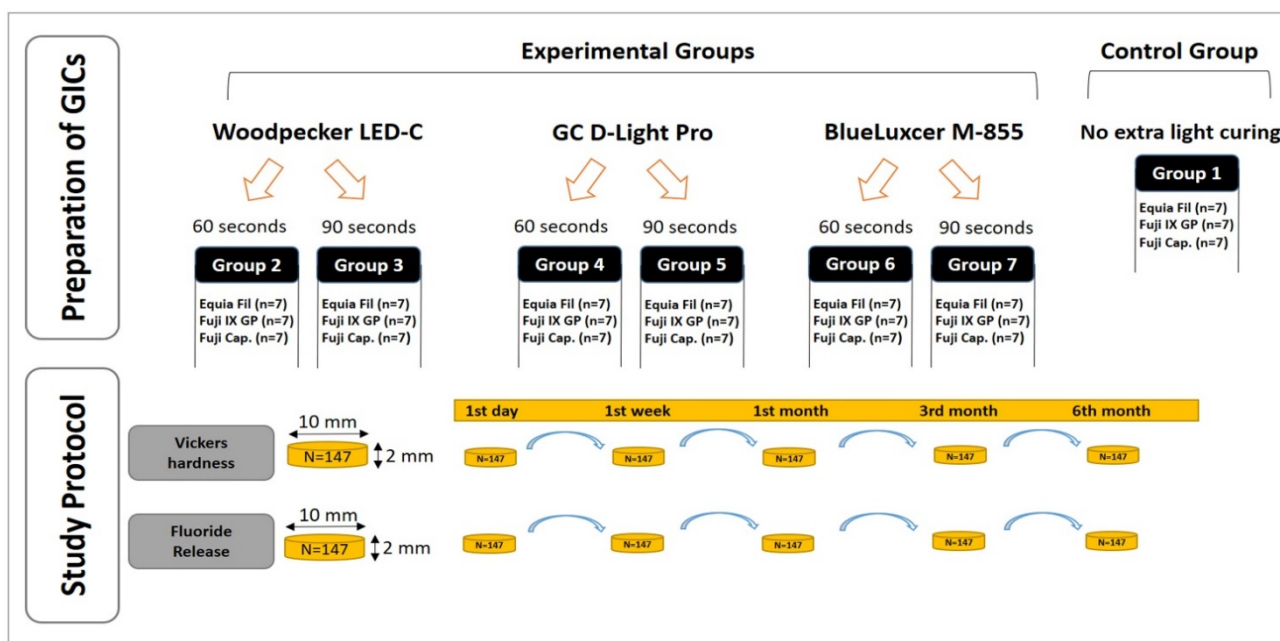 Preparation of GICs
Experimental Groups
Control Group
Woodpecker LED-C
GC D-Light Pro
BlueLuxcer M-855
No extra light curing
60 seconds
90 seconds
60 seconds
90 seconds
60 seconds
90 seconds
Group 1
Equia Fil (n=7)
Fuji IX GP (n=7)
Fuji Cap. (n=7)
Group 2
Equia Fil (n=7)
Fuji IX GP (n=7)
Fuji Cap. (n=7)
Group 3
Equia Fil (n=7)
Fuji IX GP (n=7)
Fuji Cap. (n=7)
Group 4
Equia Fil (n=7)
Fuji IX GP (n=7)
Fuji Cap. (n=7)
Group 5
Equia Fil (n=7)
Fuji IX GP (n=7)
Fuji Cap. (n=7)
Group 6
Equia Fil (n=7)
Fuji IX GP (n=7)
Fuji Cap. (n=7)
Group 7
Equia Fil (n=7)
Fuji IX GP (n=7)
Fuji Cap. (n=7)
Study Protocol
1st day
1st week
1st month
3rd month
6th month
Vickers
hardness
10 mm
N=147
2 mm
N=147
N=147
N=147
N=147
N=147
Fluoride
Release
10 mm
N=147
2 mm
N=147
N=147
N=147
N=147
N=147